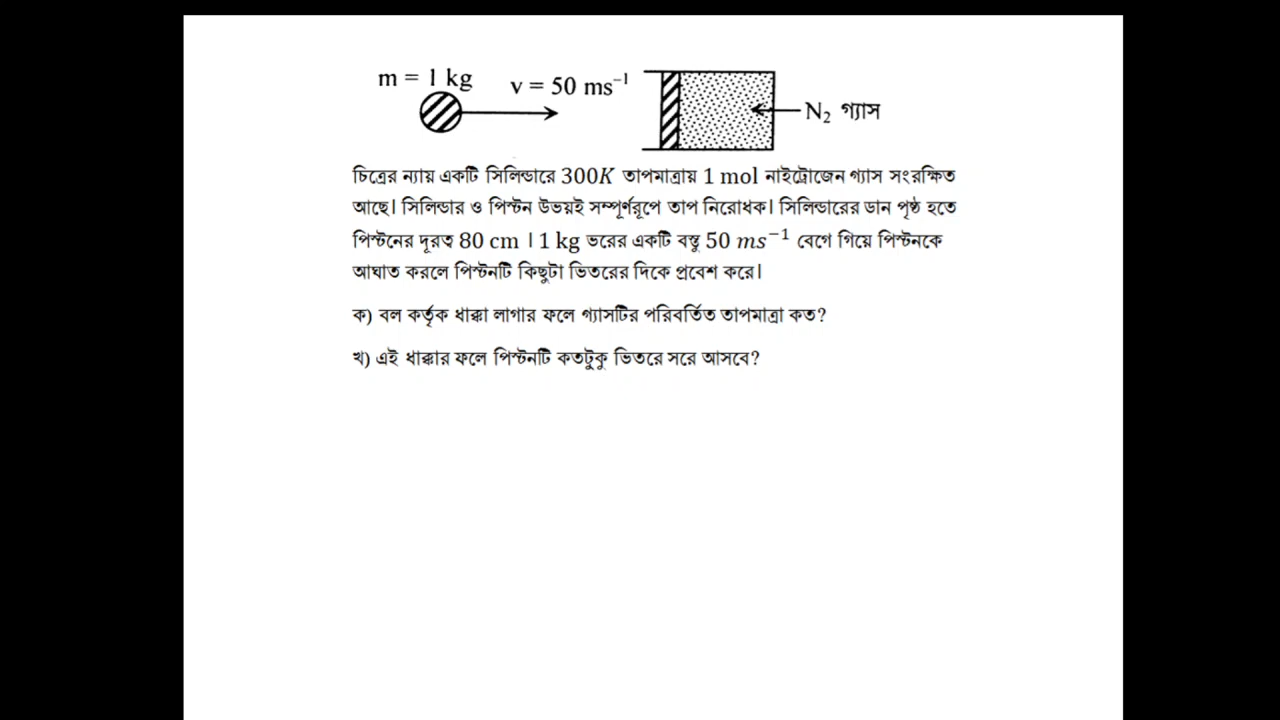 m = 1 kg
v = 50 ms⁻¹
N₂ গ্যাস
চিত্রের ন্যায় একটি সিলিন্ডারে 300K তাপমাত্রায় 1 mol নাইট্রোজেন গ্যাস সংরক্ষিত
আছে। সিলিন্ডার ও পিস্টন উভয়ই সম্পূর্ণরূপে তাপ নিরোধক। সিলিন্ডারের ডান পৃষ্ঠ হতে
পিস্টনের দূরত্ব 80 cm । 1 kg ভরের একটি বস্তু 50 ms⁻¹ বেগে গিয়ে পিস্টনকে
আঘাত করলে পিস্টনটি কিছুটা ভিতরের দিকে প্রবেশ করে।
ক) বল কর্তৃক ধাক্কা লাগার ফলে গ্যাসটির পরিবর্তিত তাপমাত্রা কত?
খ) এই ধাক্কার ফলে পিস্টনটি কতটুকু ভিতরে সরে আসবে?